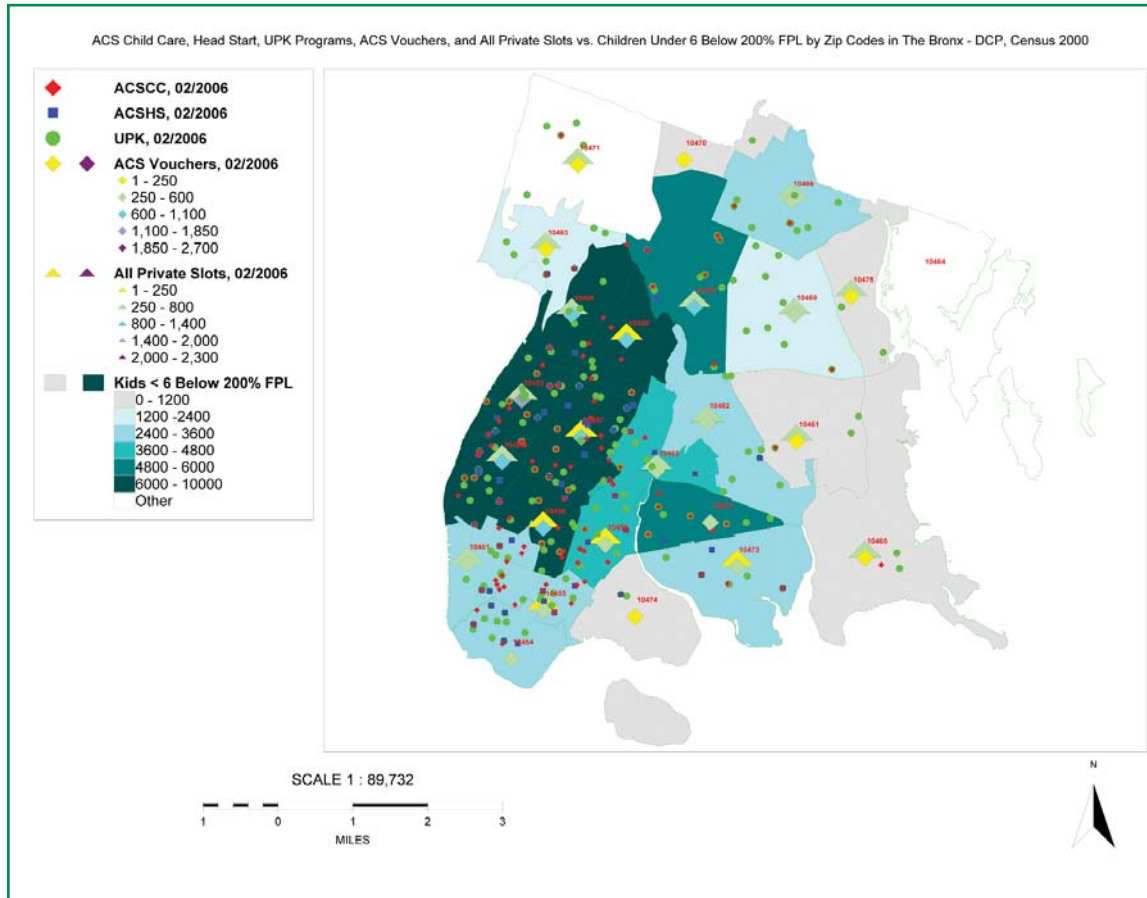 ACS Child Care, Head Start, UPK Programs, ACS Vouchers, and All Private Slots vs. Children Under 6 Below 200% FPL by Zip Codes in The Bronx - DCP, Census 2000
ACSCC, 02/2006
ACSHS, 02/2006
UPK, 02/2006
ACS Vouchers, 02/2006
1 - 250
250 - 600
600 - 1,100
1,100 - 1,850
1,850 - 2,700
All Private Slots, 02/2006
1 - 250
250 - 800
800 - 1,400
1,400 - 2,000
2,000 - 2,300
Kids < 6 Below 200% FPL
0 - 1200
1200 -2400
2400 - 3600
3600 - 4800
4800 - 6000
6000 - 10000
Other
10470
10471
10466
10463
10464
10475
10469
10462
10461
10465
10473
10451
10455
10474
10454
SCALE 1 : 89,732
1 0 1 2 3
MILES
N